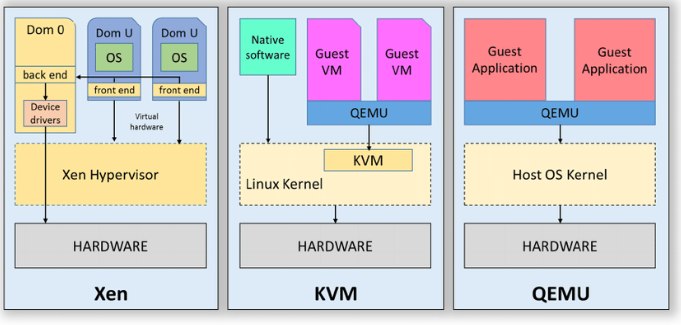 Dom 0
back end
Device
drivers
Dom U
OS
front end
Dom U
OS
front end
Virtual
hardware
Xen Hypervisor
HARDWARE
Xen
Native
software
Guest
VM
Guest
VM
QEMU
KVM
Linux Kernel
HARDWARE
KVM
Guest
Application
Guest
Application
QEMU
Host OS Kernel
HARDWARE
QEMU